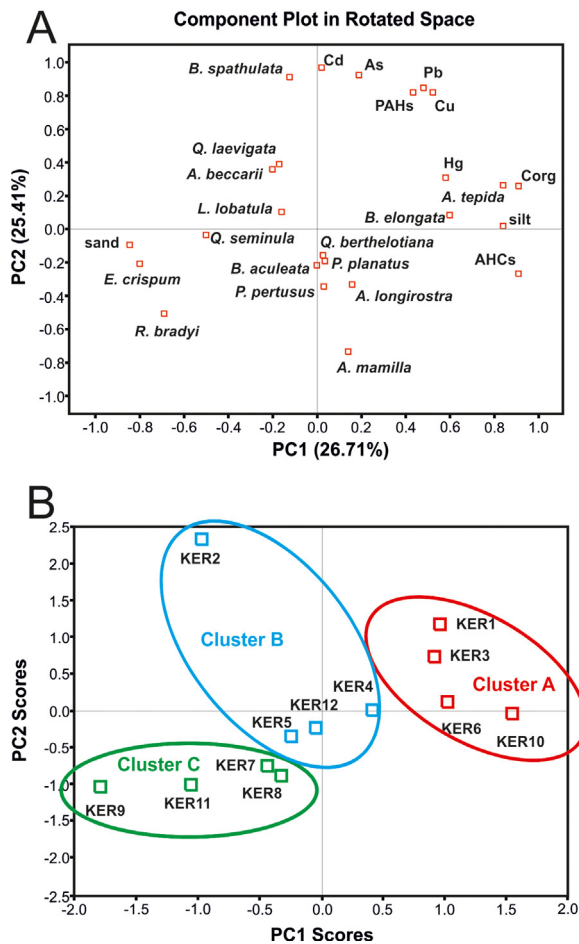 A
Component Plot in Rotated Space
PC2 (25.41%)
1.0
0.8
0.6
0.4
0.2
0.0
-0.2
-0.4
-0.6
-0.8
-1.0
B. spathulata
Cd
As
Pb
PAHs
Cu
Q. laevigata
A. beccarii
Hg
Corg
A. tepida
L. lobatula
B. elongata
silt
sand
Q. seminula
Q. berthelotiana
E. crispum
B. aculeata
P. planatus
AHCs
P. pertusus
A. longirostra
R. bradyi
A. mamilla
-1.0 -0.8 -0.6 -0.4 -0.2 0.0 0.2 0.4 0.6 0.8 1.0
PC1 (26.71%)
B
PC2 Scores
2.5
2.0
1.5
1.0
0.5
0.0
-0.5
-1.0
-1.5
-2.0
-2.5
KER2
KER1
Cluster B
KER3
Cluster A
KER4
KER12
KER5
KER6
KER10
Cluster C
KER7
KER8
KER9
KER11
-2.0 -1.5 -1.0 -0.5 0.0 0.5 1.0 1.5 2.0
PC1 Scores